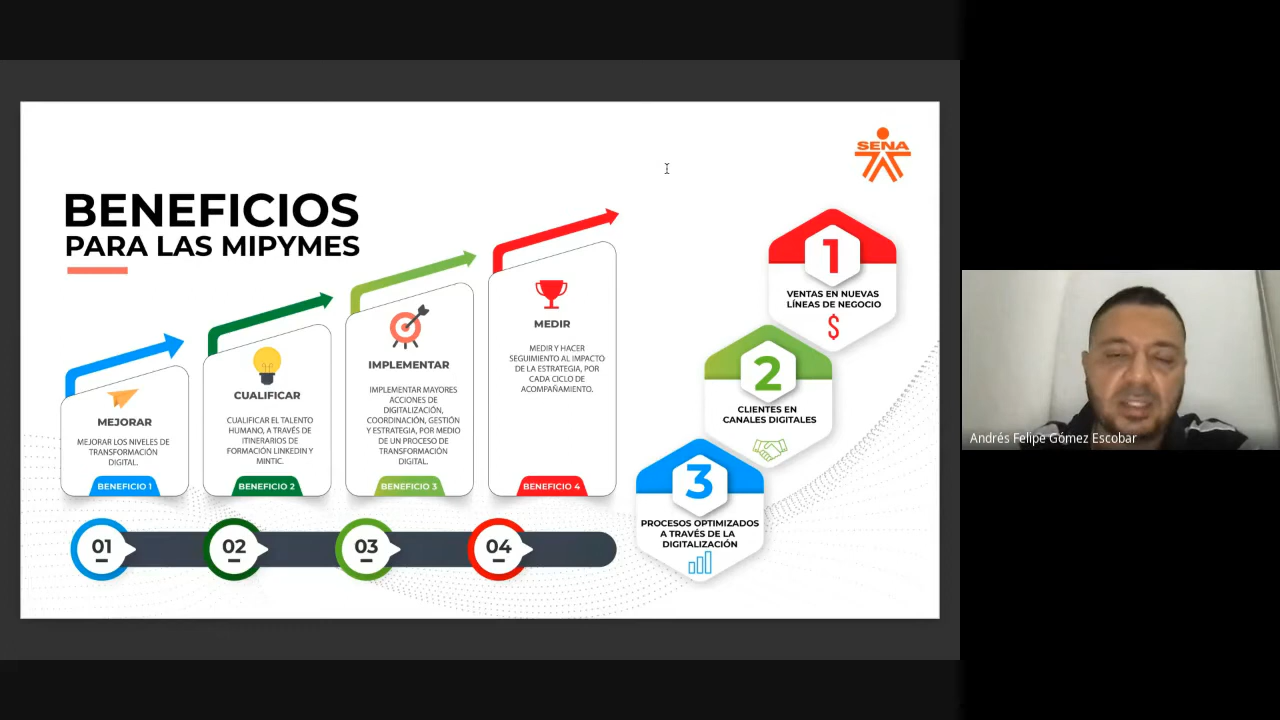 SENA
BENEFICIOS
PARA LAS MIPYMES
MEJORAR
MEJORAR LOS NIVELES DE
TRANSFORMACIÓN
DIGITAL.
BENEFICIO 1
CUALIFICAR
CUALIFICAR EL TALENTO
HUMANO, A TRAVÉS DE
ITINERARIOS DE
FORMACIÓN LINKEDIN Y
MINTIC.
BENEFICIO 2
IMPLEMENTAR
IMPLEMENTAR MAYORES
ACCIONES DE
DIGITALIZACIÓN,
COORDINACIÓN, GESTIÓN
Y ESTRATEGIA, POR MEDIO
DE UN PROCESO DE
TRANSFORMACIÓN
DIGITAL.
BENEFICIO 3
MEDIR
MEDIR Y HACER
SEGUIMIENTO AL IMPACTO
DE LA ESTRATEGIA, POR
CADA CICLO DE
ACOMPAÑAMIENTO.
BENEFICIO 4
01
02
03
04
1
VENTAS EN NUEVAS
LÍNEAS DE NEGOCIO
$
2
CLIENTES EN
CANALES DIGITALES
3
PROCESOS OPTIMIZADOS
A TRAVÉS DE LA
DIGITALIZACIÓN
Andrés Felipe Gómez Escobar